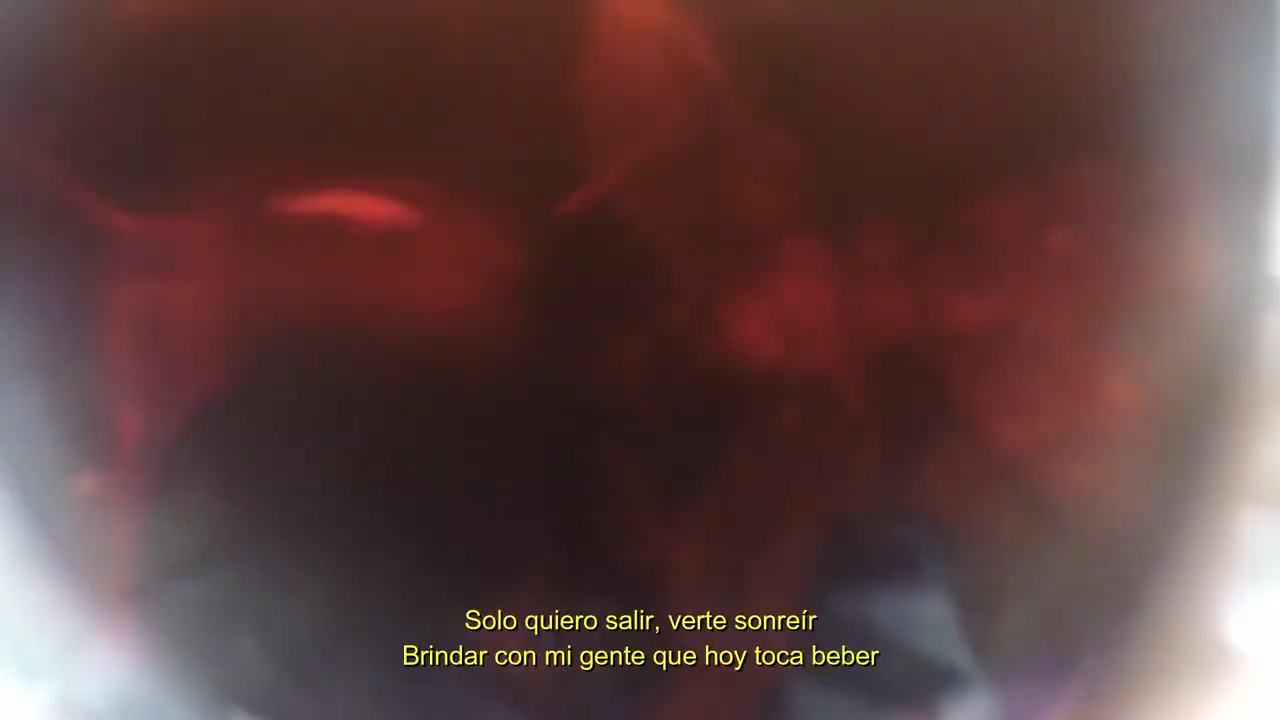 Solo quiero salir, verte sonreír
Brindar con mi gente que hoy toca beber